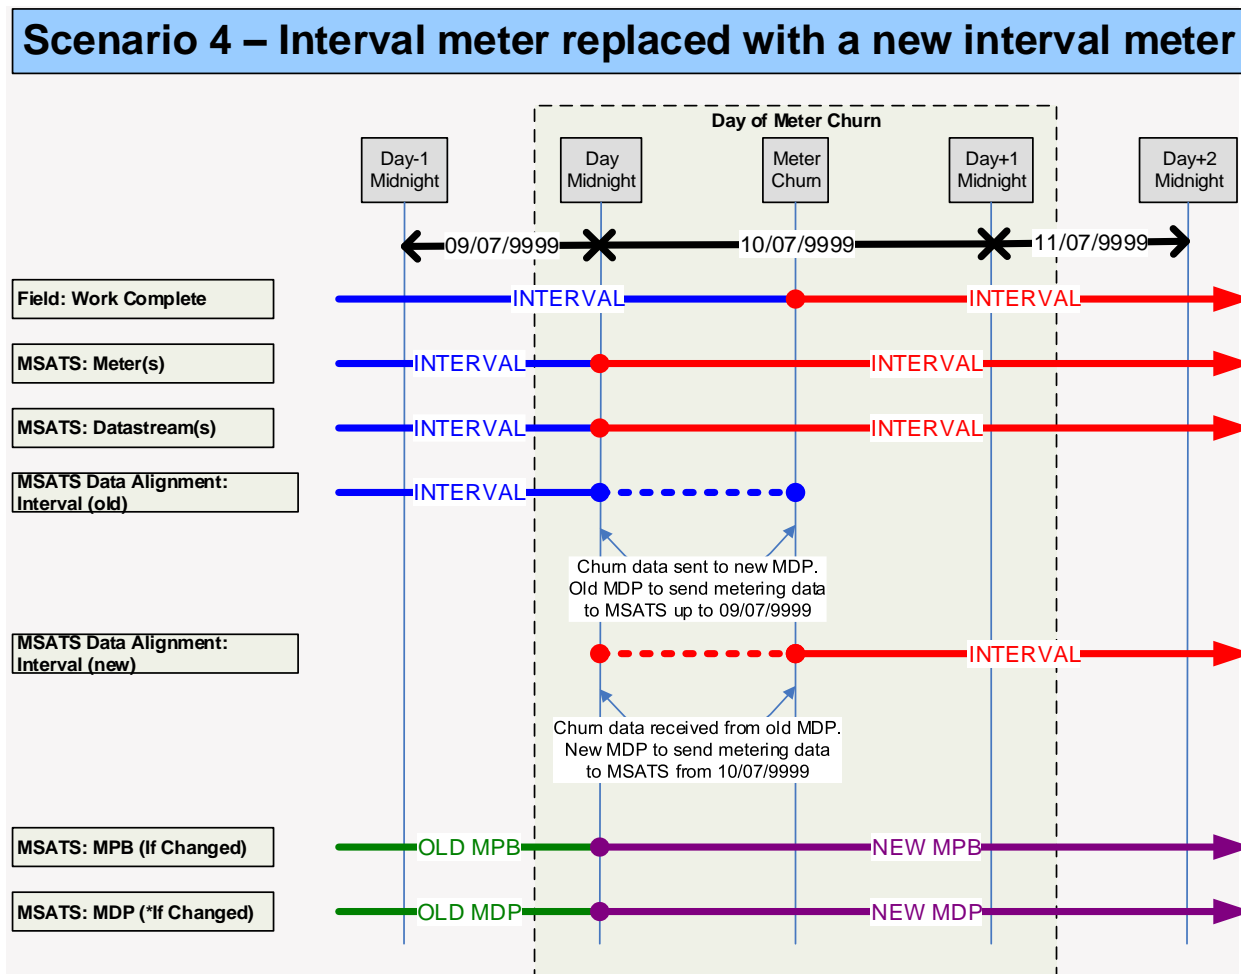 Scenario 4 – Interval meter replaced with a new interval meter
Day of Meter Churn
Day-1
Midnight
Day
Midnight
Meter
Churn
Day+1
Midnight
Day+2
Midnight
09/07/9999
10/07/9999
11/07/9999
Field: Work Complete
INTERVAL
INTERVAL
MSATS: Meter(s)
INTERVAL
INTERVAL
MSATS: Datastream(s)
INTERVAL
INTERVAL
MSATS Data Alignment:
Interval (old)
INTERVAL
Churn data sent to new MDP.
Old MDP to send metering data
to MSATS up to 09/07/9999
MSATS Data Alignment:
Interval (new)
INTERVAL
Churn data received from old MDP.
New MDP to send metering data
to MSATS from 10/07/9999
MSATS: MPB (If Changed)
OLD MPB
NEW MPB
MSATS: MDP (*If Changed)
OLD MDP
NEW MDP